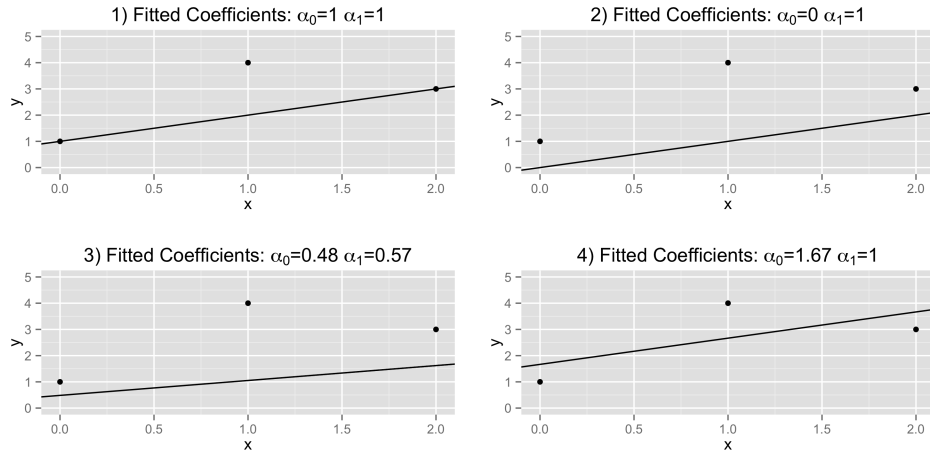 1) Fitted Coefficients: α₀=1 α₁=1
5
4
3
2
1
0
y
0.0 0.5 1.0 1.5 2.0
x
2) Fitted Coefficients: α₀=0 α₁=1
5
4
3
2
1
0
y
0.0 0.5 1.0 1.5 2.0
x
3) Fitted Coefficients: α₀=0.48 α₁=0.57
5
4
3
2
1
0
y
0.0 0.5 1.0 1.5 2.0
x
4) Fitted Coefficients: α₀=1.67 α₁=1
5
4
3
2
1
0
y
0.0 0.5 1.0 1.5 2.0
x